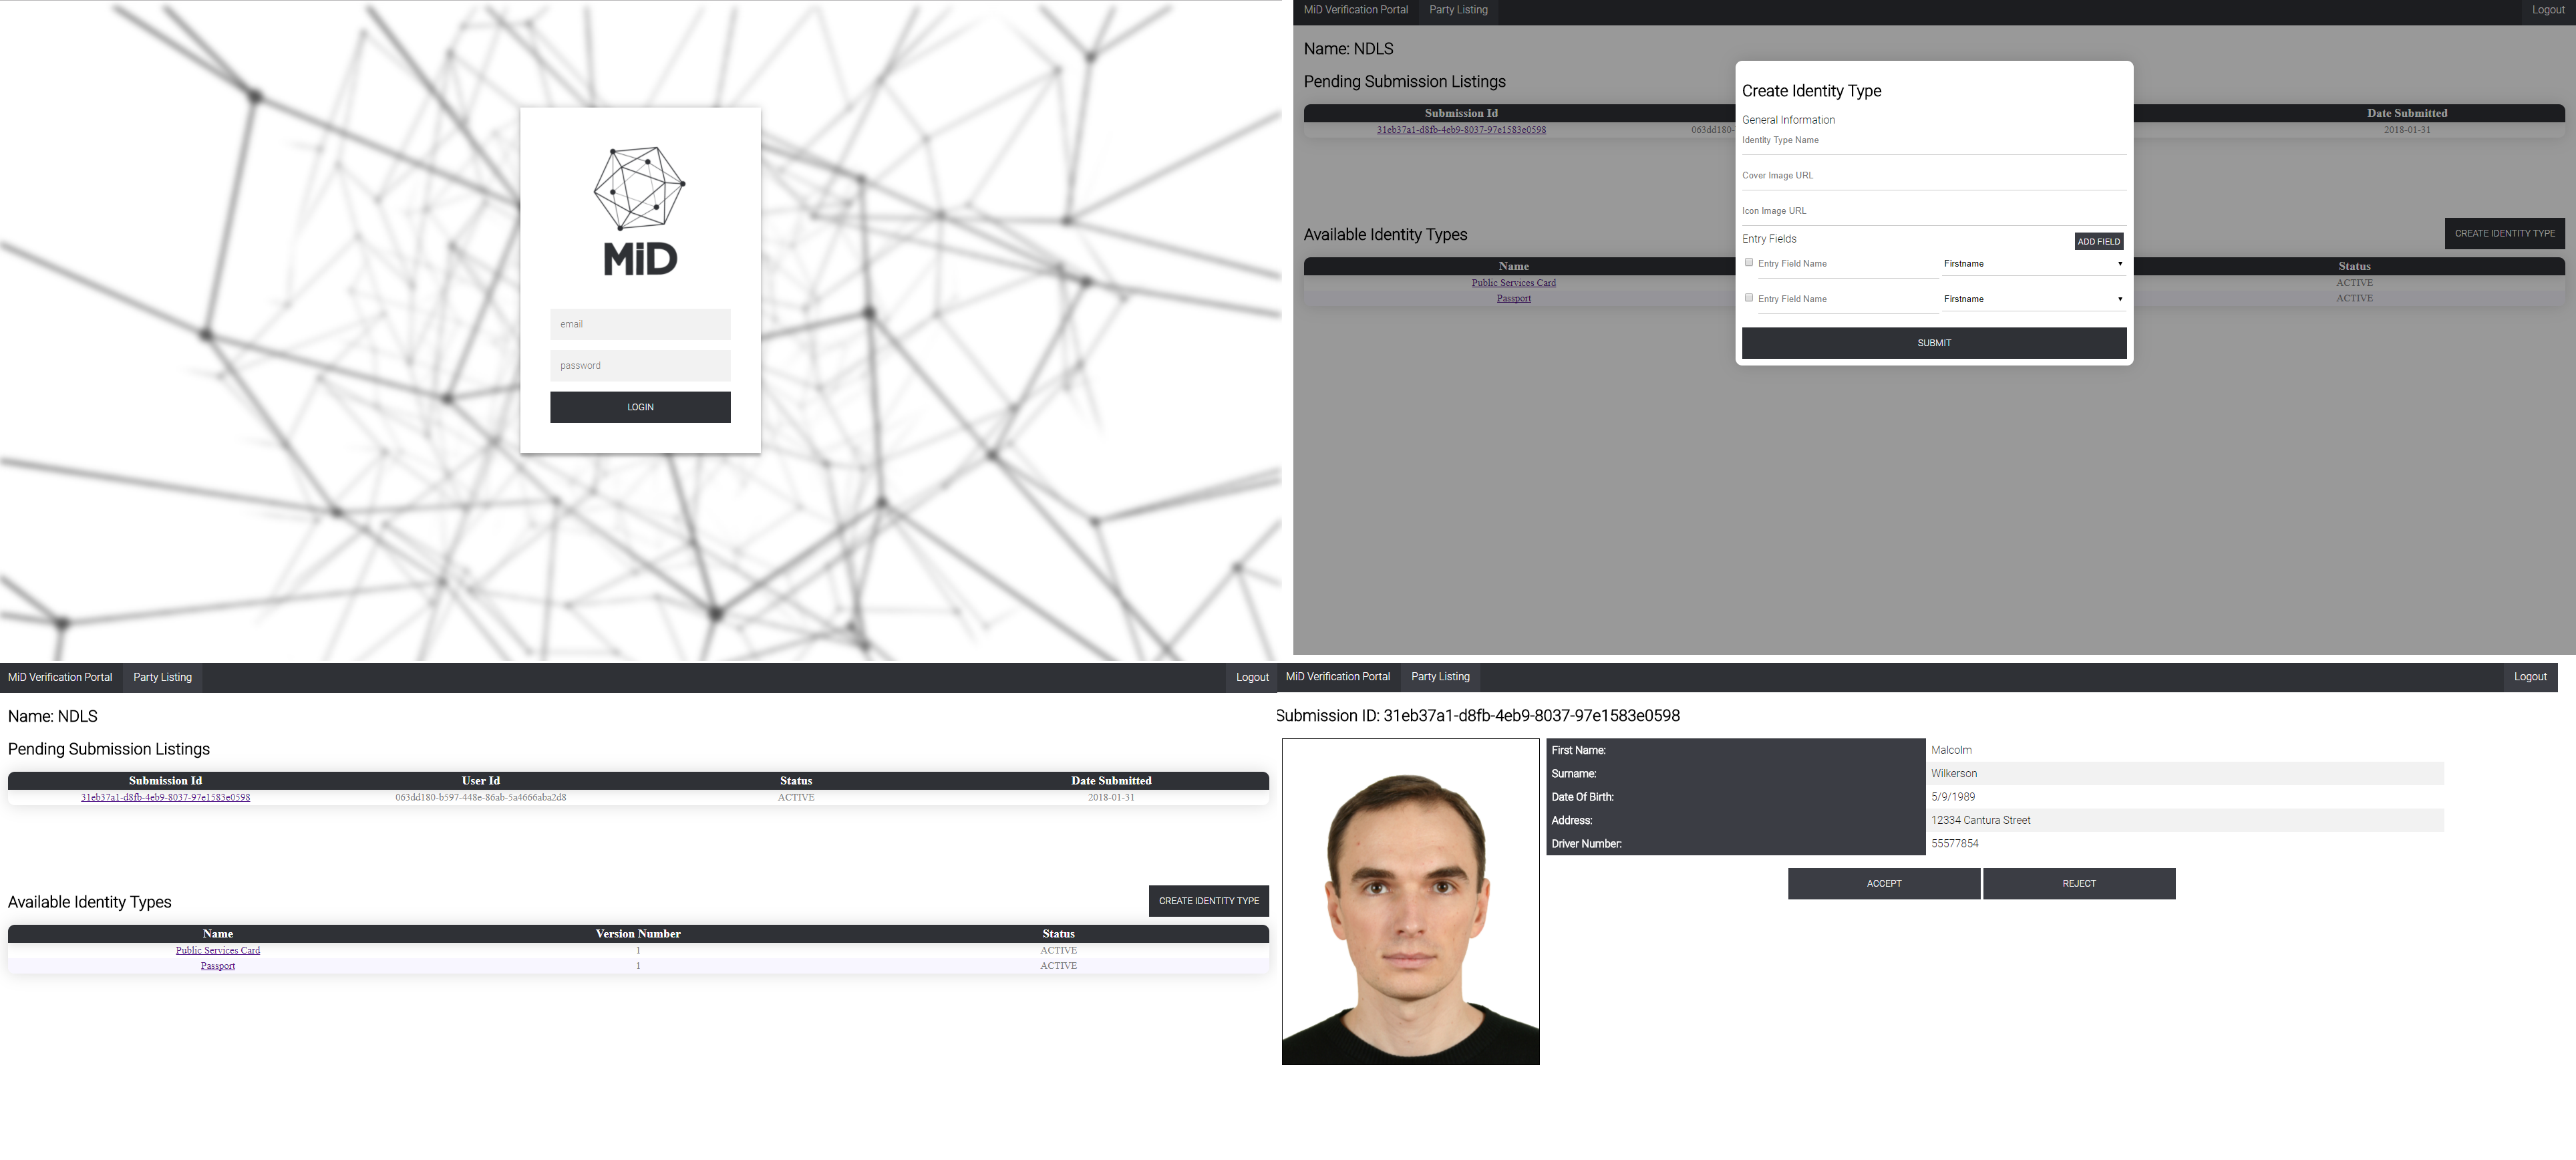 MiD
email
password
LOGIN
MiD Verification Portal Party Listing Logout
Name: NDLS
Pending Submission Listings
Submission Id Date Submitted
31eb37a1-d8fb-4eb9-8037-97e1583e0598 063dd180- 2018-01-31
Available Identity Types CREATE IDENTITY TYPE
Name Status
Public Services Card ACTIVE
Passport ACTIVE
Create Identity Type
General Information
Identity Type Name
Cover Image URL
Icon Image URL
Entry Fields ADD FIELD
Entry Field Name Firstname
Entry Field Name Firstname
SUBMIT
MiD Verification Portal Party Listing Logout
Name: NDLS
Pending Submission Listings
Submission Id User Id Status Date Submitted
31eb37a1-d8fb-4eb9-8037-97e1583e0598 063dd180-b597-448e-86ab-5a4666aba2d8 ACTIVE 2018-01-31
Available Identity Types CREATE IDENTITY TYPE
Name Version Number Status
Public Services Card 1 ACTIVE
Passport 1 ACTIVE
MiD Verification Portal Party Listing Logout
Submission ID: 31eb37a1-d8fb-4eb9-8037-97e1583e0598
First Name: Malcolm
Surname: Wilkerson
Date Of Birth: 5/9/1989
Address: 12334 Cantura Street
Driver Number: 55577854
ACCEPT REJECT